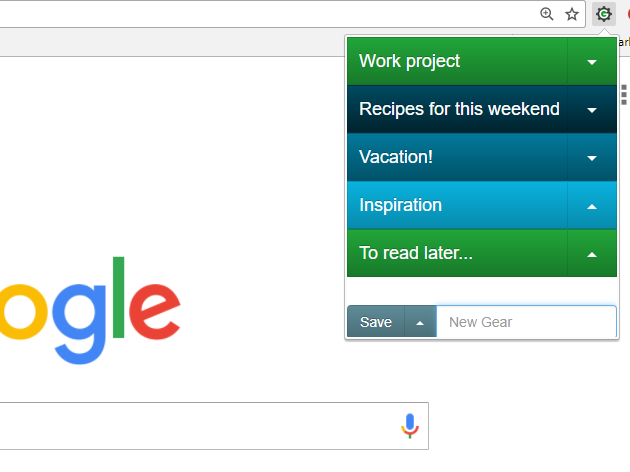 Work project
Recipes for this weekend
Vacation!
Inspiration
To read later...
Save
New Gear
ogle